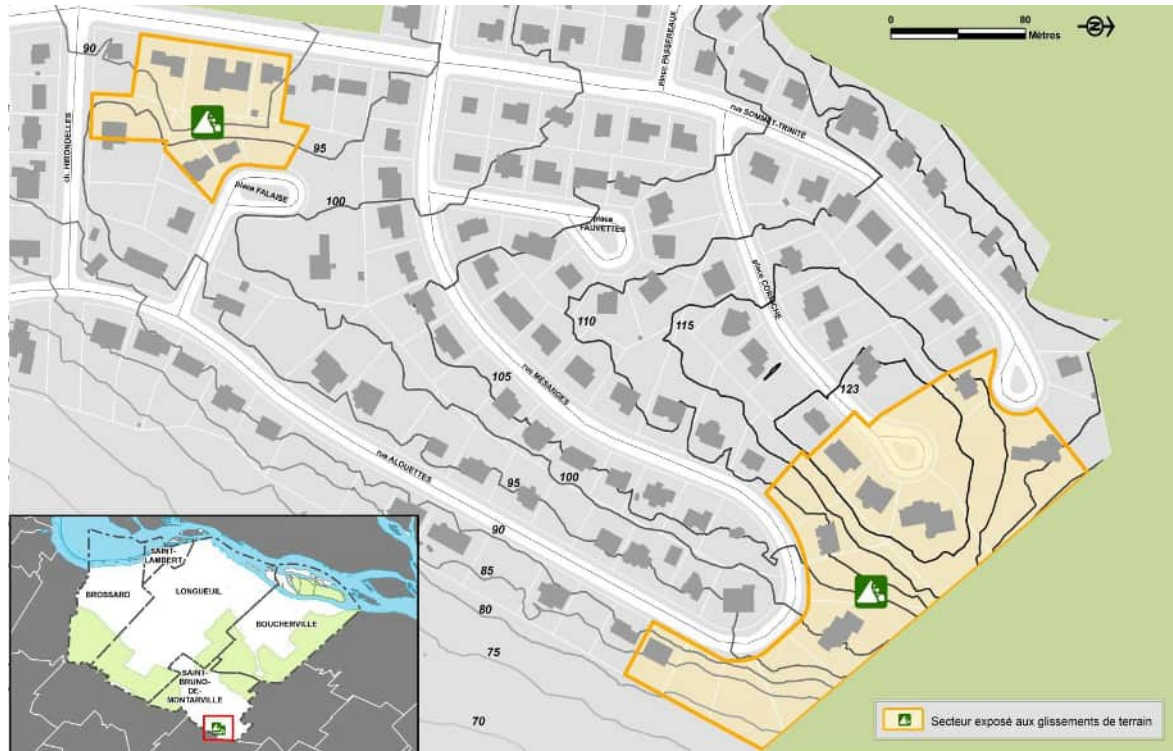 0 80
Mètres
N
90
ch. HIRONDELLES
95
place FALAISE
100
place PASSEREAUX
rue SOMMET-TRINITÉ
place
FAUVETTES
place CORNICHE
110
115
123
105
rue MÉSANGES
rue ALOUETTES
100
95
90
85
80
75
70
SAINT-
LAMBERT
BROSSARD
LONGUEUIL
BOUCHERVILLE
SAINT-
BRUNO-
DE-
MONTARVILLE
Secteur exposé aux glissements de terrain